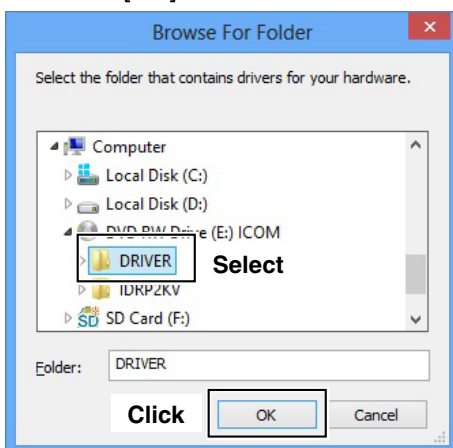 Browse For Folder
Select the folder that contains drivers for your hardware.
Computer
Local Disk (C:)
Local Disk (D:)
DVD RW Drive (E:) ICOM
DRIVER Select
IDRP2KV
SD Card (F:)
Folder: DRIVER
Click OK Cancel